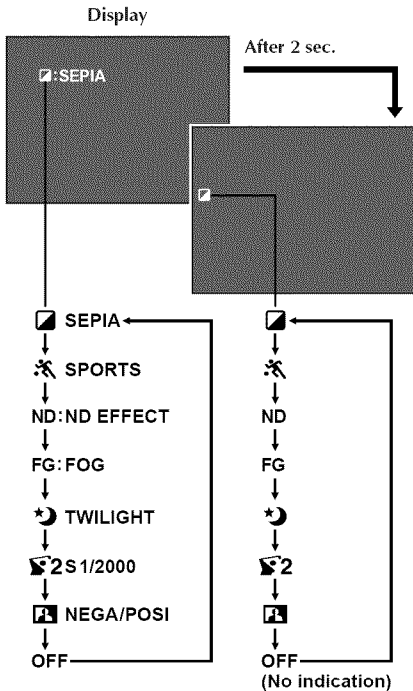 Display
After 2 sec.
:SEPIA
SEPIA
SPORTS
ND:ND EFFECT
FG:FOG
TWILIGHT
2 S1/2000
NEGA/POSI
OFF
ND
FG
2
OFF
(No indication)